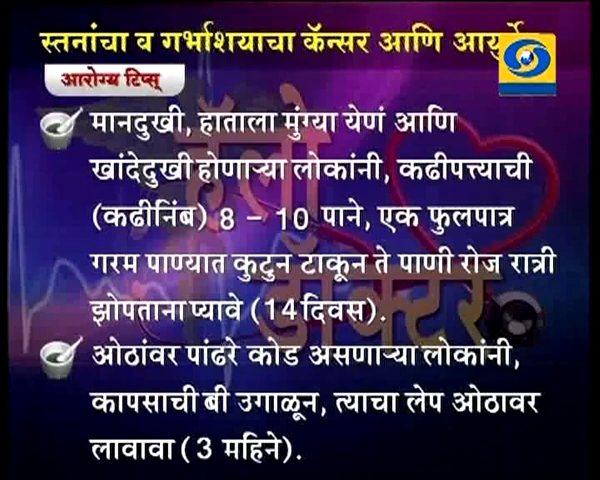 स्तनांचा व गर्भाशयाचा कॅन्सर आणि
आरोग्य टिप्स्
मानदुखी, हाताला मुंग्या येणं आणि
खांदेदुखी होणाऱ्या लोकांनी, कढीपत्त्याची
(कढीनिंब) 8 – 10 पाने, एक फुलपात्र
गरम पाण्यात कुटुन टाकून ते पाणी रोज रात्री
झोपताना प्यावे (14 दिवस).
ओठांवर पांढरे कोड असणाऱ्या लोकांनी,
कापसाची बी उगाळून, त्याचा लेप ओठावर
लावावा (3 महिने).
हॅलो
डॉक्टर